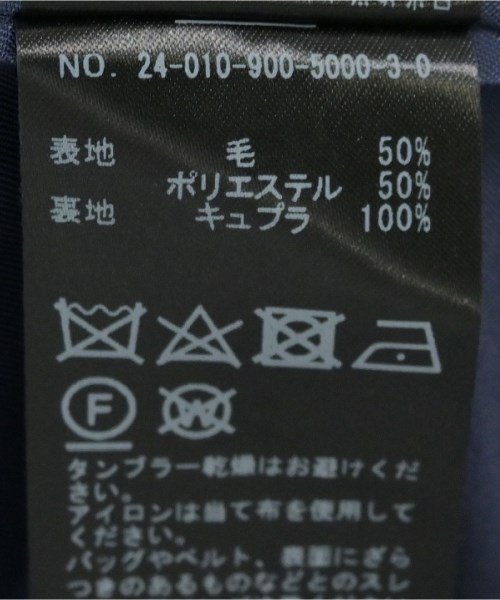 NO. 24-010-900-5000-3-0
表地 毛 50%
ポリエステル 50%
裏地 キュプラ 100%
F W
タンブラー乾燥はお避けくだ
さい。
アイロンは当て布を使用して
ください。
バッグやベルト、表面にざら
つきのあるものなどとのスレ